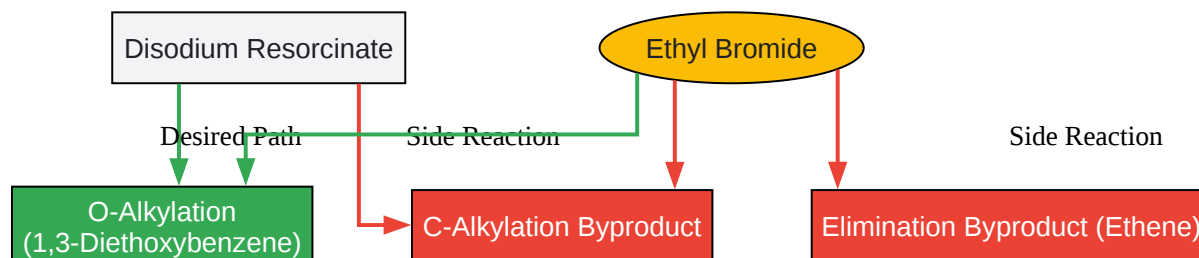 Disodium Resorcinate
Ethyl Bromide
Desired Path
Side Reaction
Side Reaction
O-Alkylation
(1,3-Diethoxybenzene)
C-Alkylation Byproduct
Elimination Byproduct (Ethene)